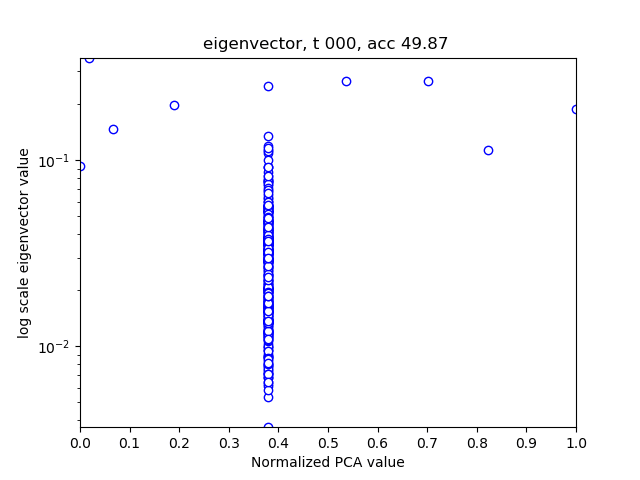 eigenvector, t 000, acc 49.87
log scale eigenvector value
10⁻¹
10⁻²
0.0 0.1 0.2 0.3 0.4 0.5 0.6 0.7 0.8 0.9 1.0
Normalized PCA value